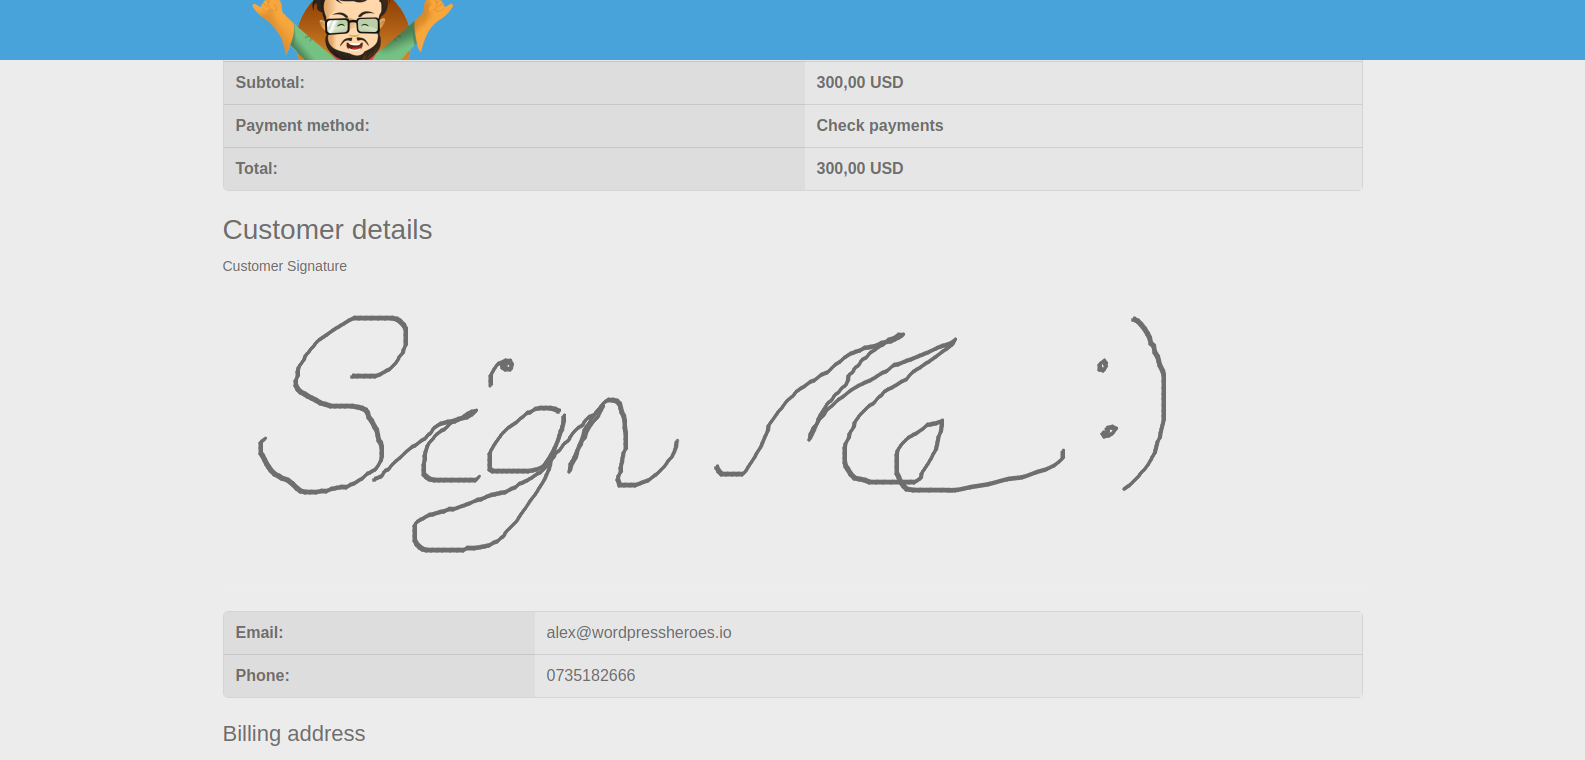 Subtotal: 300,00 USD
Payment method: Check payments
Total: 300,00 USD
Customer details
Customer Signature
Sign Me :)
Email: alex@wordpressheroes.io
Phone: 0735182666
Billing address